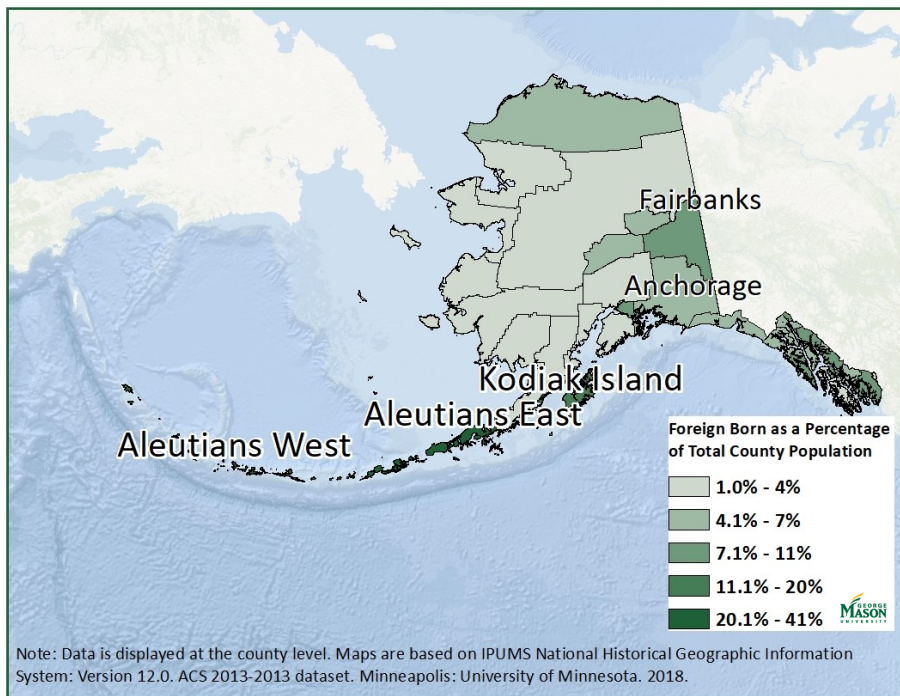 Fairbanks
Anchorage
Kodiak Island
Aleutians East
Aleutians West
Foreign Born as a Percentage
of Total County Population
1.0% - 4%
4.1% - 7%
7.1% - 11%
11.1% - 20%
20.1% - 41%
GEORGE
MASON
UNIVERSITY
Note: Data is displayed at the county level. Maps are based on IPUMS National Historical Geographic Information
System: Version 12.0. ACS 2013-2013 dataset. Minneapolis: University of Minnesota. 2018.